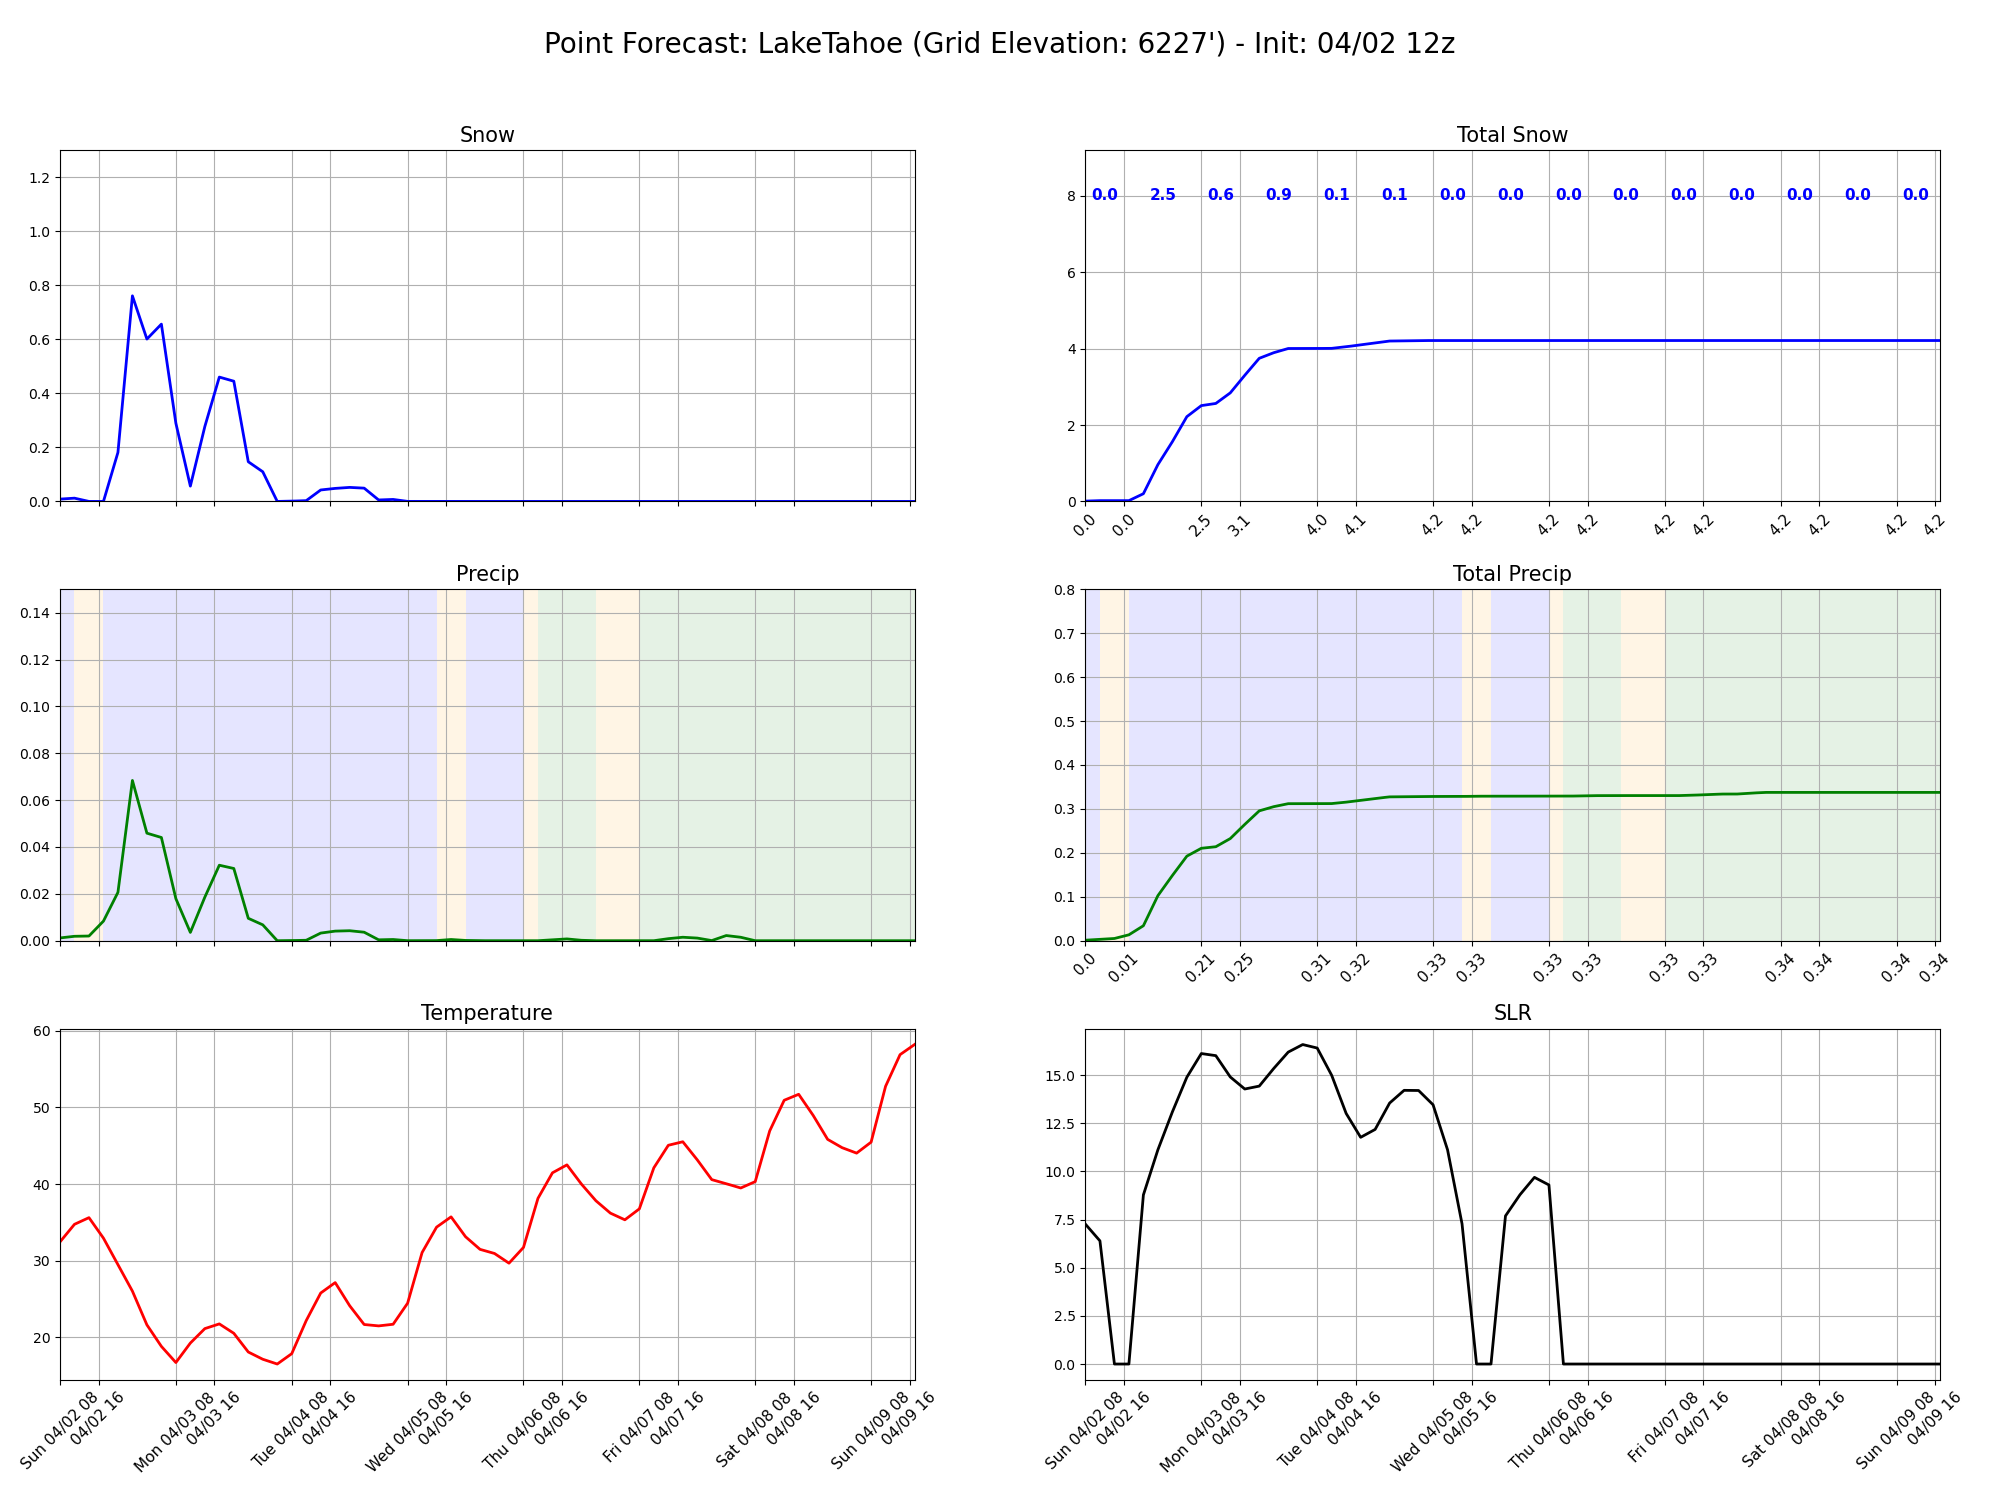 Point Forecast: LakeTahoe (Grid Elevation: 6227') - Init: 04/02 12z
Snow
1.2
1.0
0.8
0.6
0.4
0.2
0.0
Total Snow
0.0 2.5 0.6 0.9 0.1 0.1 0.0 0.0 0.0 0.0 0.0 0.0 0.0 0.0 0.0
8
6
4
2
0
0.0 0.0 2.5 3.1 4.0 4.1 4.2 4.2 4.2 4.2 4.2 4.2 4.2 4.2 4.2 4.2
Precip
0.14
0.12
0.10
0.08
0.06
0.04
0.02
0.00
Total Precip
0.8
0.7
0.6
0.5
0.4
0.3
0.2
0.1
0.0
0.0 0.01 0.21 0.25 0.31 0.32 0.33 0.33 0.33 0.33 0.33 0.33 0.34 0.34 0.34 0.34
Temperature
60
50
40
30
20
Sun 04/02 08
04/02 16
Mon 04/03 08
04/03 16
Tue 04/04 08
04/04 16
Wed 04/05 08
04/05 16
Thu 04/06 08
04/06 16
Fri 04/07 08
04/07 16
Sat 04/08 08
04/08 16
Sun 04/09 08
04/09 16
SLR
15.0
12.5
10.0
7.5
5.0
2.5
0.0
Sun 04/02 08
04/02 16
Mon 04/03 08
04/03 16
Tue 04/04 08
04/04 16
Wed 04/05 08
04/05 16
Thu 04/06 08
04/06 16
Fri 04/07 08
04/07 16
Sat 04/08 08
04/08 16
Sun 04/09 08
04/09 16